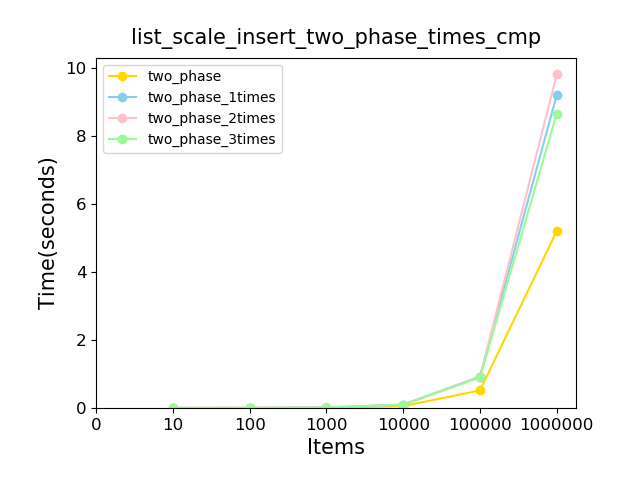 list_scale_insert_two_phase_times_cmp
two_phase
two_phase_1times
two_phase_2times
two_phase_3times
Time(seconds)
10
8
6
4
2
0
0 10 100 1000 10000 100000 1000000
Items